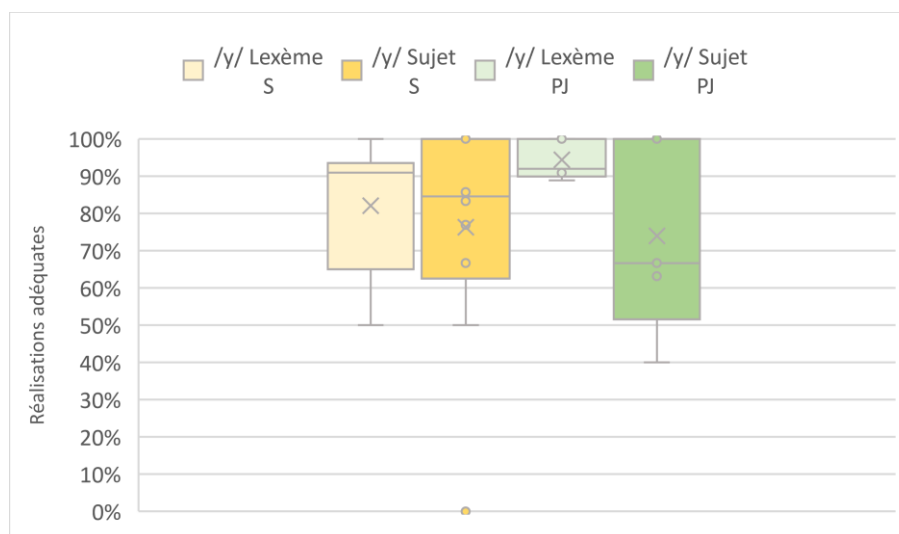 /y/ Lexème S
/y/ Sujet S
/y/ Lexème PJ
/y/ Sujet PJ
Réalisations adéquates
100%
90%
80%
70%
60%
50%
40%
30%
20%
10%
0%